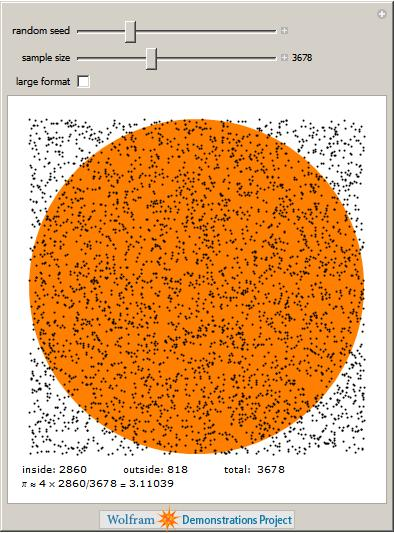 random seed
sample size 3678
large format
inside: 2860 outside: 818 total: 3678
π ≈ 4 × 2860/3678 = 3.11039
Wolfram Demonstrations Project